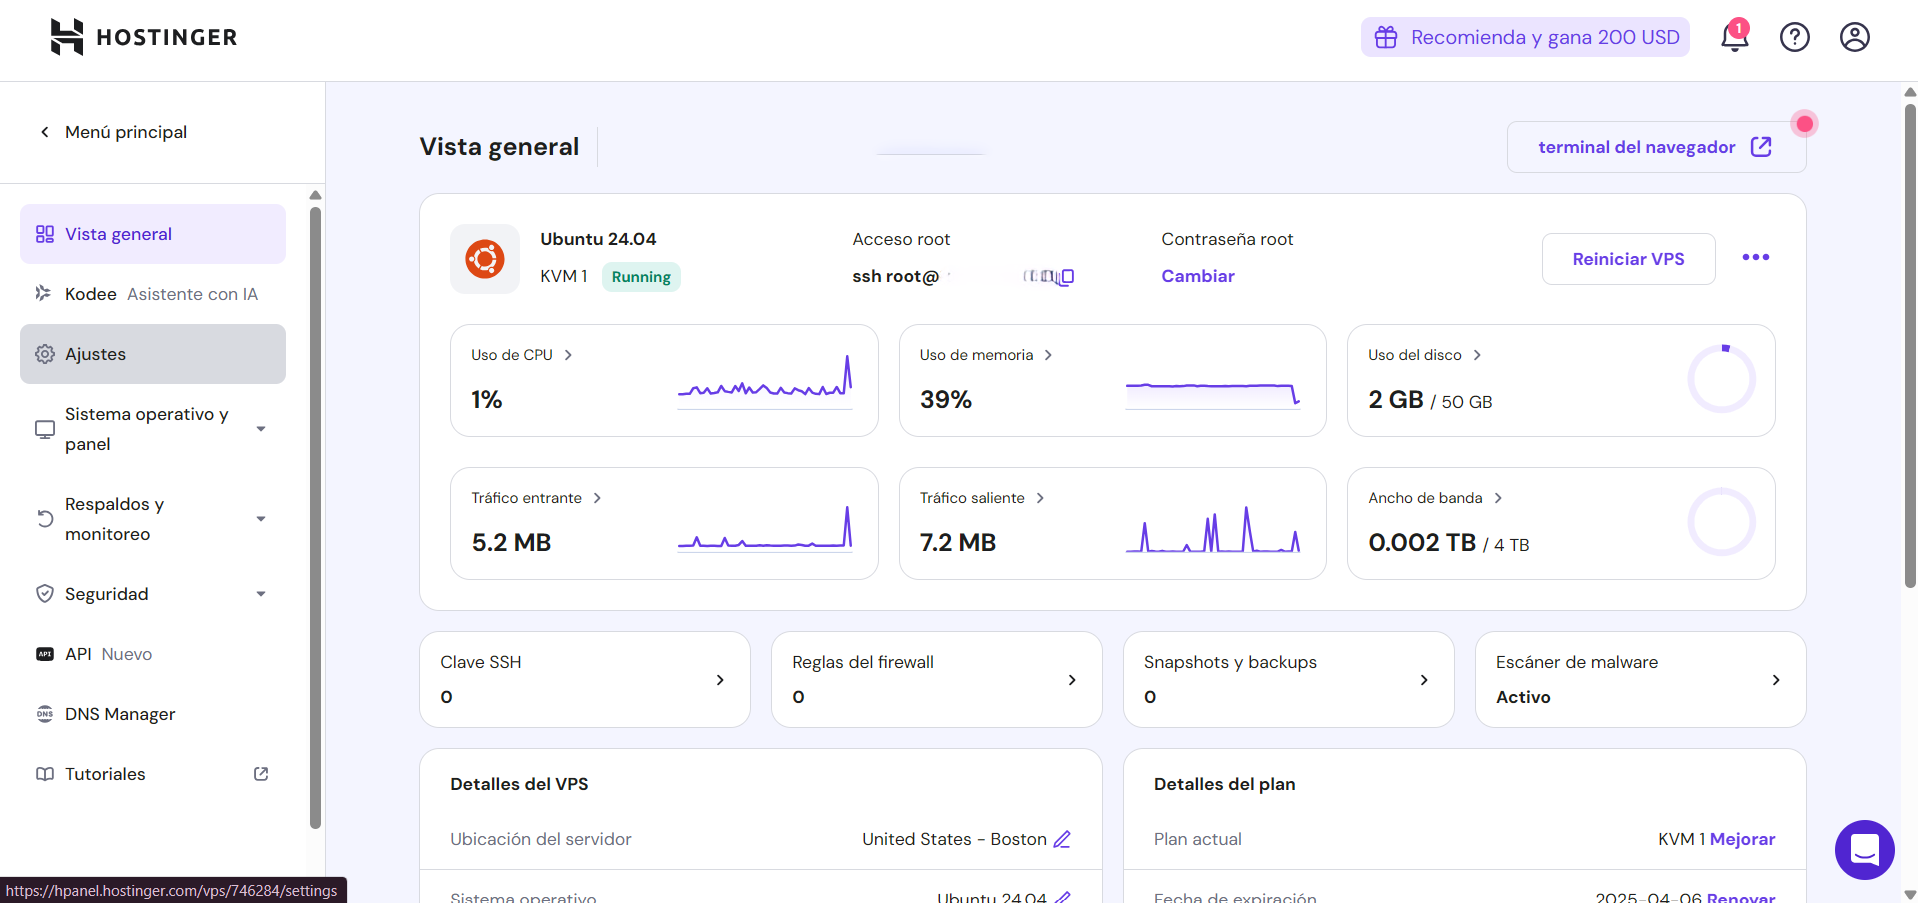 HOSTINGER
Recomienda y gana 200 USD
1
Menú principal
Vista general
Kodee Asistente con IA
Ajustes
Sistema operativo y
panel
Respaldos y
monitoreo
Seguridad
API Nuevo
DNS Manager
Tutoriales
Vista general
terminal del navegador
Ubuntu 24.04
KVM 1 Running
Acceso root
ssh root@
Contraseña root
Cambiar
Reiniciar VPS
Uso de CPU
1%
Uso de memoria
39%
Uso del disco
2 GB / 50 GB
Tráfico entrante
5.2 MB
Tráfico saliente
7.2 MB
Ancho de banda
0.002 TB / 4 TB
Clave SSH
0
Reglas del firewall
0
Snapshots y backups
0
Escáner de malware
Activo
Detalles del VPS
Ubicación del servidor United States - Boston
Sistema operativo Ubuntu 24.04
Detalles del plan
Plan actual KVM 1 Mejorar
Fecha de expiración 2025-04-06 Renovar
https://hpanel.hostinger.com/vps/746284/settings